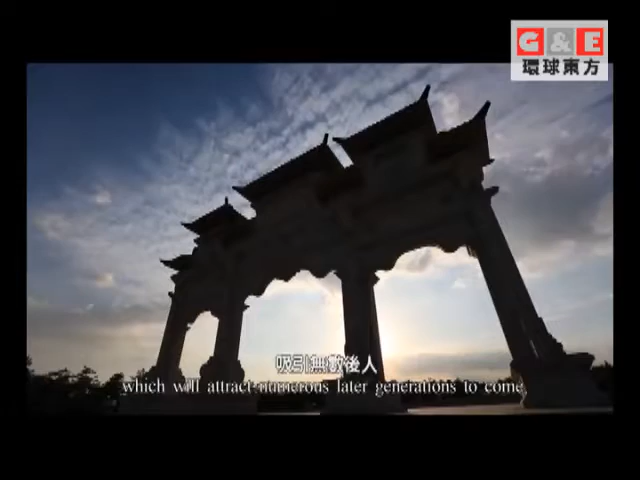 G&E
環球東方
吸引無數後人
which will attract numerous later generations to come